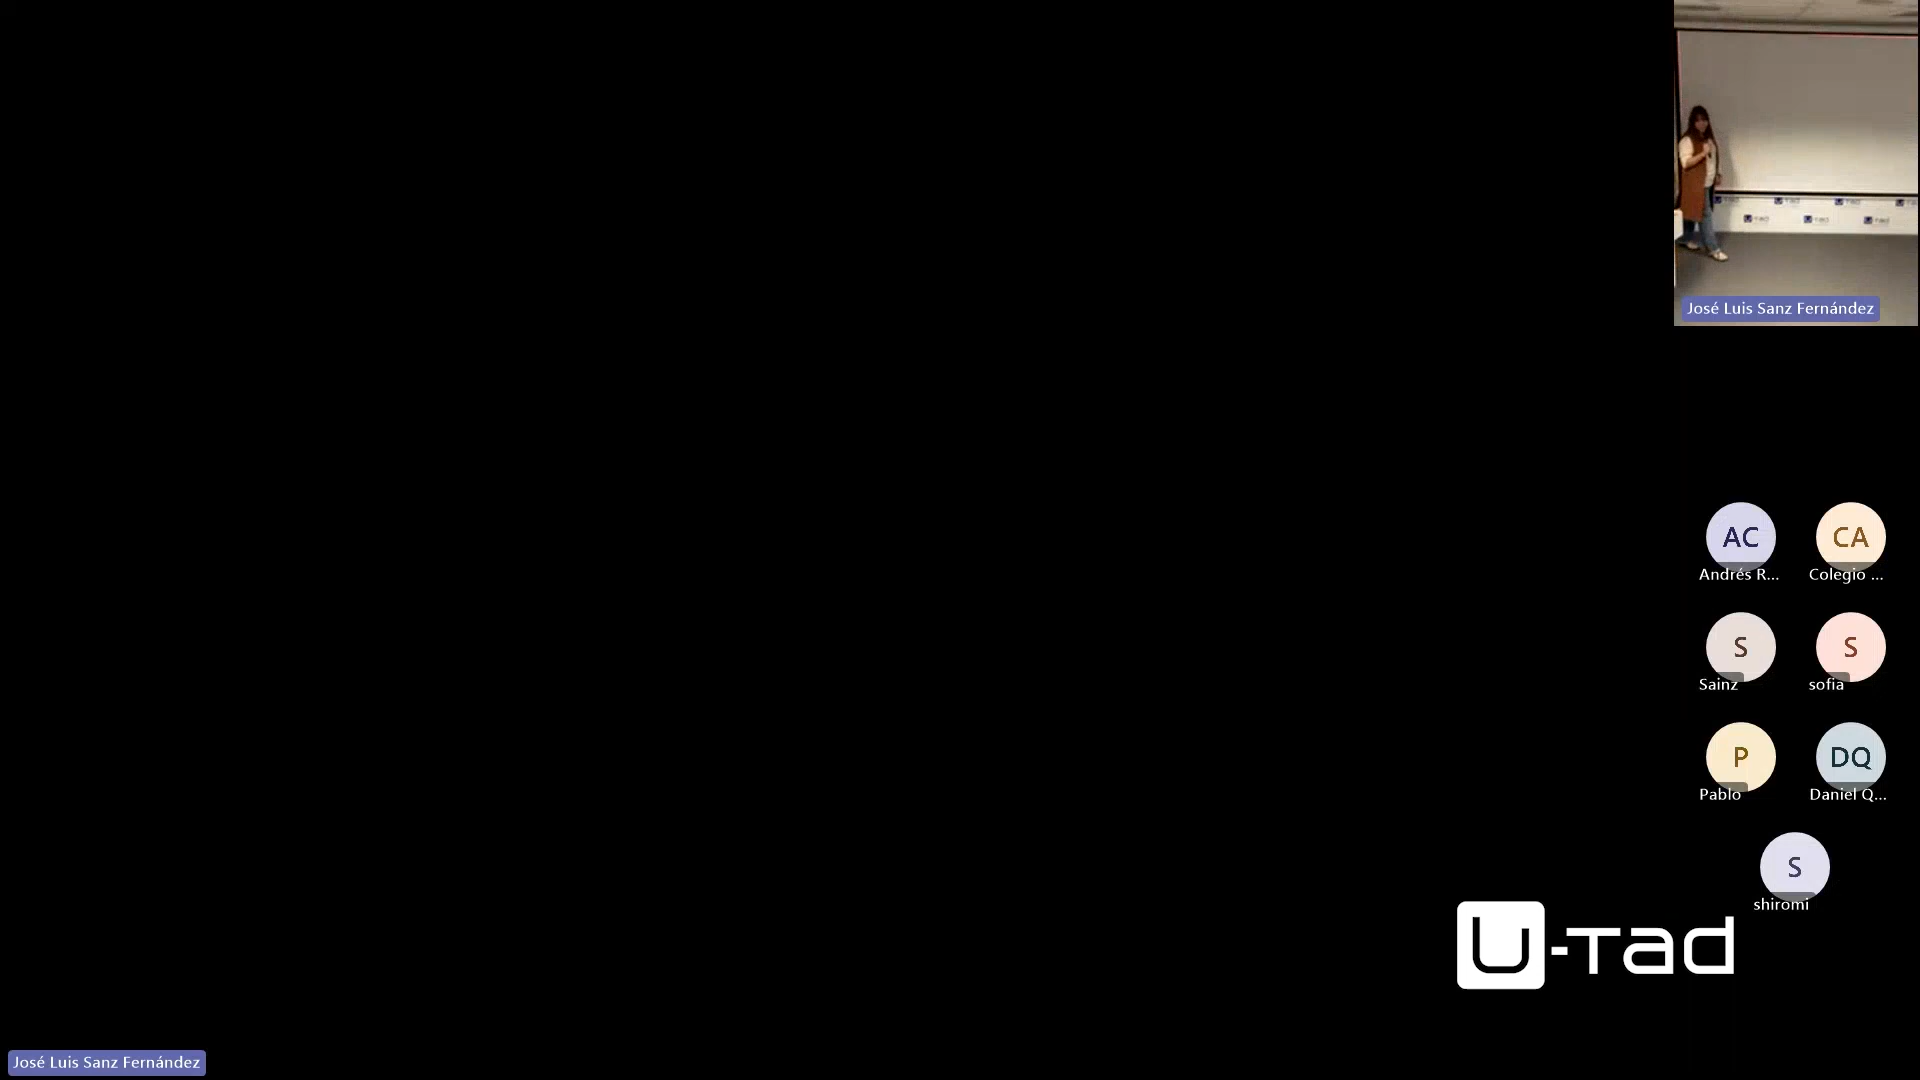 José Luis Sanz Fernández
AC
Andrés R...
CA
Colegio ...
S
Sainz
S
sofia
P
Pablo
DQ
Daniel Q...
S
shiromi
U-Tad
José Luis Sanz Fernández